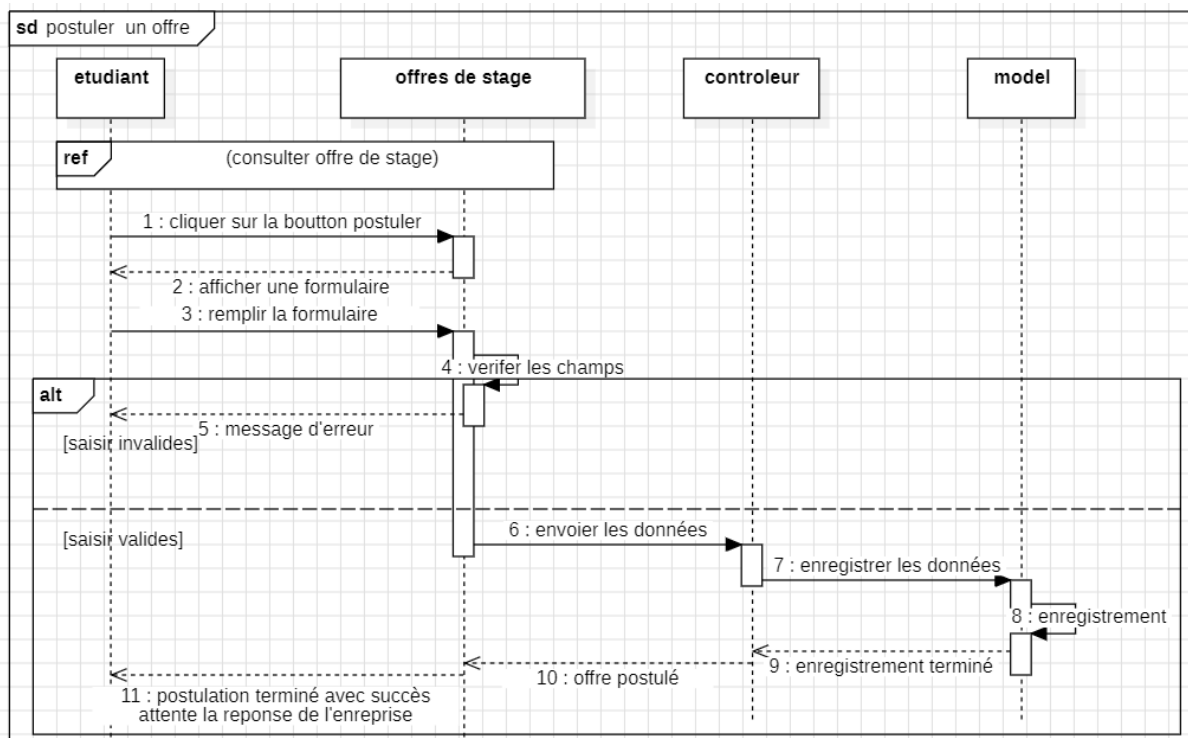 sd postuler un offre
etudiant
offres de stage
controleur
model
ref
(consulter offre de stage)
1 : cliquer sur la boutton postuler
2 : afficher une formulaire
3 : remplir la formulaire
4 : verifer les champs
alt
5 : message d'erreur
[saisir invalides]
6 : envoier les données
[saisir valides]
7 : enregistrer les données
8 : enregistrement
9 : enregistrement terminé
10 : offre postulé
11 : postulation terminé avec succès
attente la reponse de l'enreprise